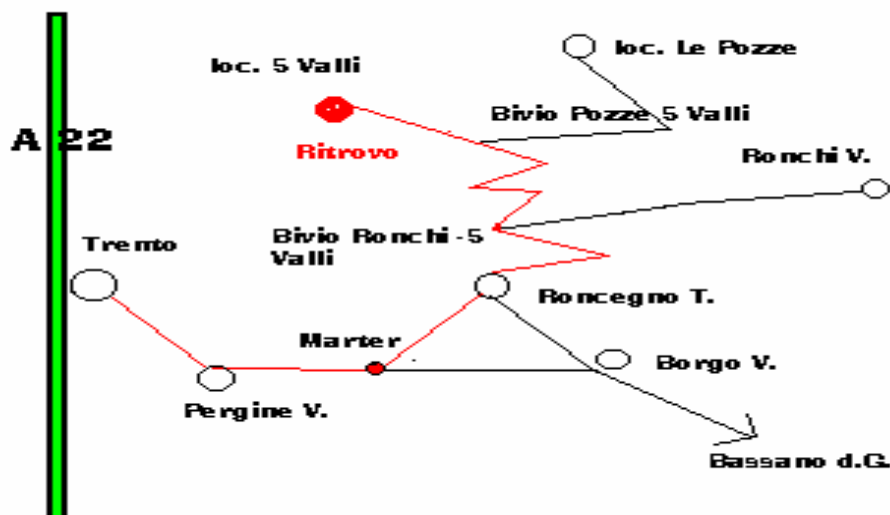 loc. Le Pozze
loc. 5 Valli
Bivio Pozze 5 Valli
A 22
Ritrovo
Ronchi V.
Trento
Bivio Ronchi -5
Valli
Roncegno T.
Marter
Borgo V.
Pergine V.
Bassano d.G.